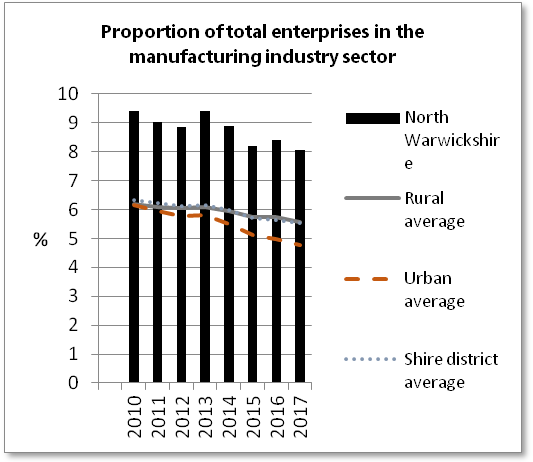 Proportion of total enterprises in the
manufacturing industry sector
10
9
8
7
6
5
4
3
2
1
0
%
2010
2011
2012
2013
2014
2015
2016
2017
North
Warwickshir
e
Rural
average
Urban
average
Shire district
average